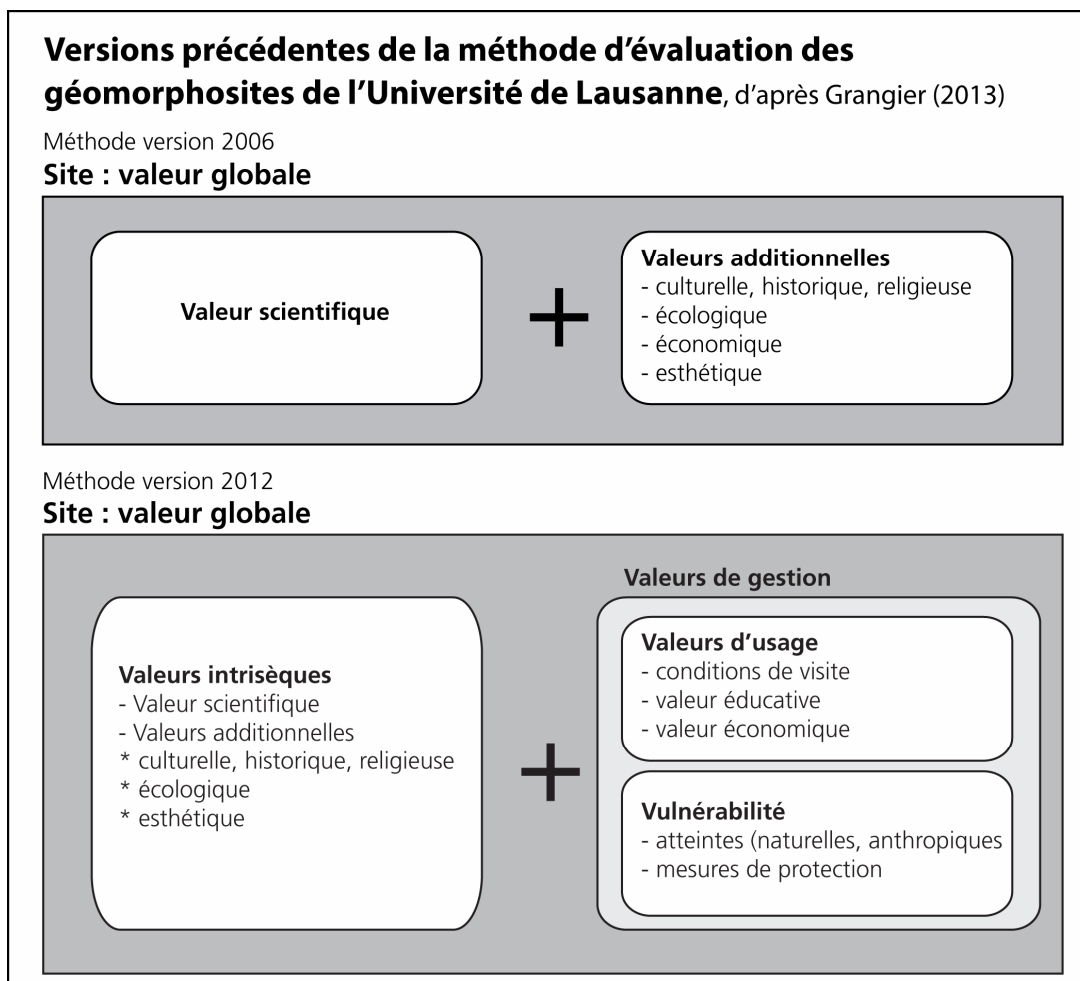 Versions précédentes de la méthode d'évaluation des
géomorphosites de l'Université de Lausanne, d'après Grangier (2013)
Méthode version 2006
Site : valeur globale
Valeur scientifique
+
Valeurs additionnelles
- culturelle, historique, religieuse
- écologique
- économique
- esthétique
Méthode version 2012
Site : valeur globale
Valeurs intrisèques
- Valeur scientifique
- Valeurs additionnelles
* culturelle, historique, religieuse
* écologique
* esthétique
+
Valeurs de gestion
Valeurs d'usage
- conditions de visite
- valeur éducative
- valeur économique
Vulnérabilité
- atteintes (naturelles, anthropiques
- mesures de protection